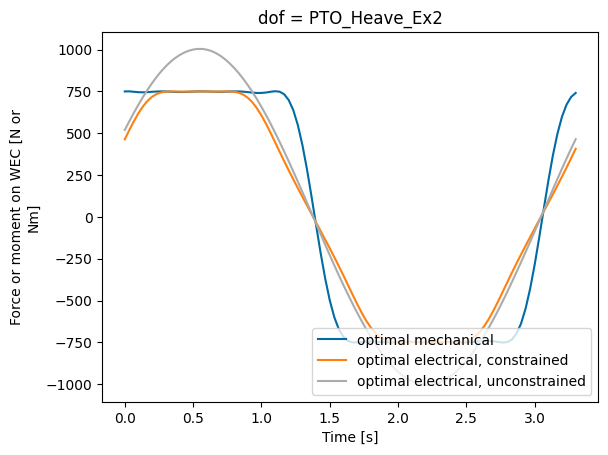 dof = PTO_Heave_Ex2
Force or moment on WEC [N or
Nm]
1000
750
500
250
0
−250
−500
−750
−1000
optimal mechanical
optimal electrical, constrained
optimal electrical, unconstrained
0.0 0.5 1.0 1.5 2.0 2.5 3.0
Time [s]